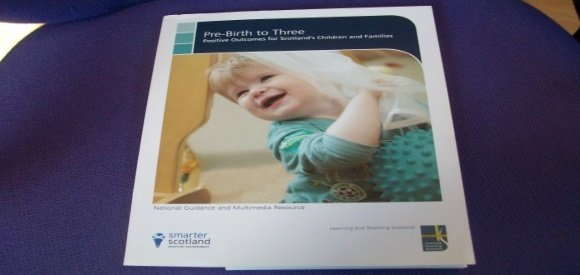 Pre-Birth to Three
Positive Outcomes for Scotland's Children and Families
National Guidance and Multimedia Resource
Learning and Teaching Scotland
smarter
scotland